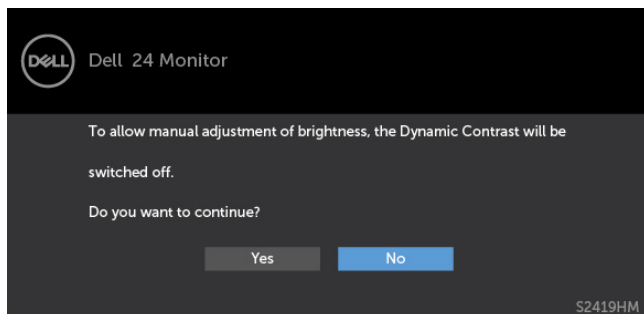 DELL
Dell 24 Monitor
To allow manual adjustment of brightness, the Dynamic Contrast will be
switched off.
Do you want to continue?
Yes No
S2419HM